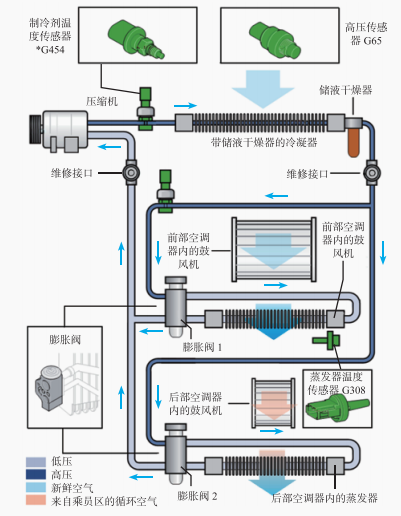 制冷剂温
度传感器
*G454
高压传感
器 G65
压缩机
储液干燥器
带储液干燥器的冷凝器
维修接口
维修接口
前部空调
器内的鼓
风机
前部空调
器内的鼓
风机
膨胀阀
膨胀阀 1
蒸发器温度
传感器 G308
后部空调器
内的鼓风机
低压
高压
新鲜空气
来自乘员区的循环空气
膨胀阀 2
后部空调器内的蒸发器